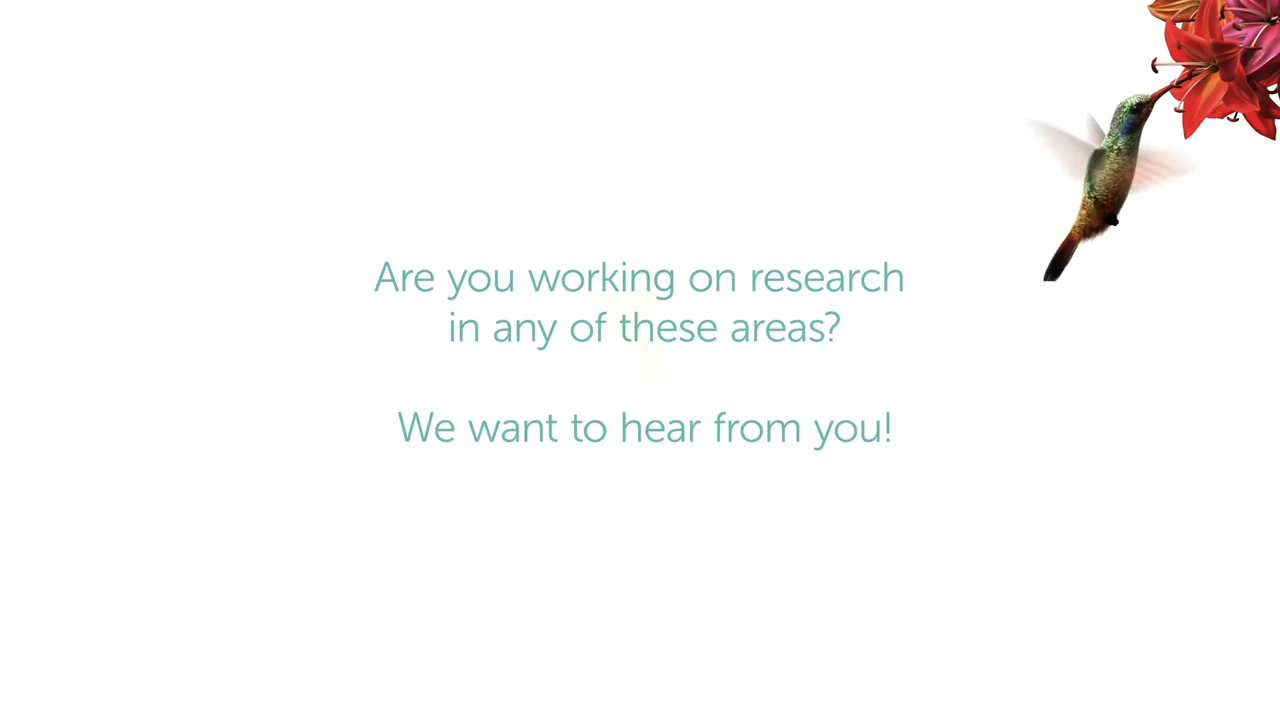 Are you working on research
in any of these areas?
We want to hear from you!